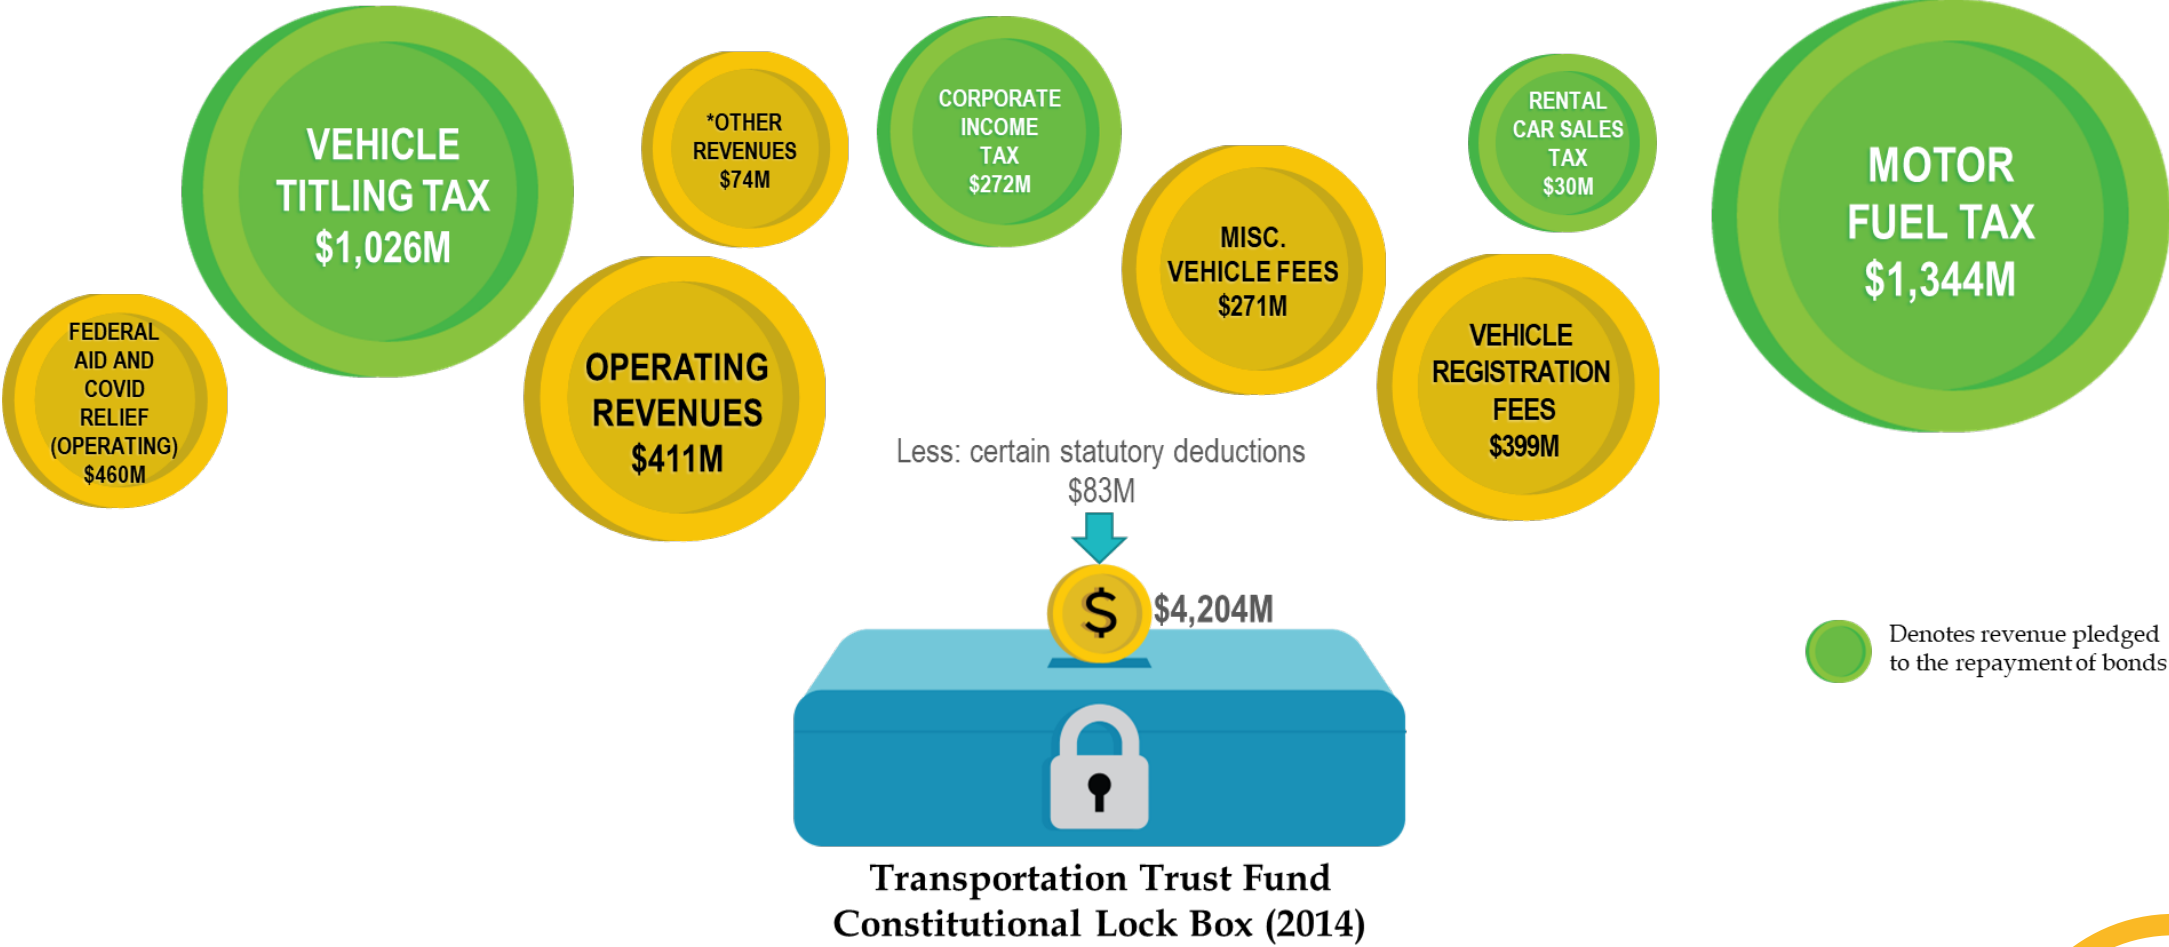 VEHICLE
TITLING TAX
$1,026M
*OTHER
REVENUES
$74M
CORPORATE
INCOME
TAX
$272M
RENTAL
CAR SALES
TAX
$30M
MOTOR
FUEL TAX
$1,344M
MISC.
VEHICLE FEES
$271M
FEDERAL
AID AND
COVID
RELIEF
(OPERATING)
$460M
OPERATING
REVENUES
$411M
VEHICLE
REGISTRATION
FEES
$399M
Less: certain statutory deductions
$83M
$
$4,204M
Denotes revenue pledged
to the repayment of bonds
Transportation Trust Fund
Constitutional Lock Box (2014)